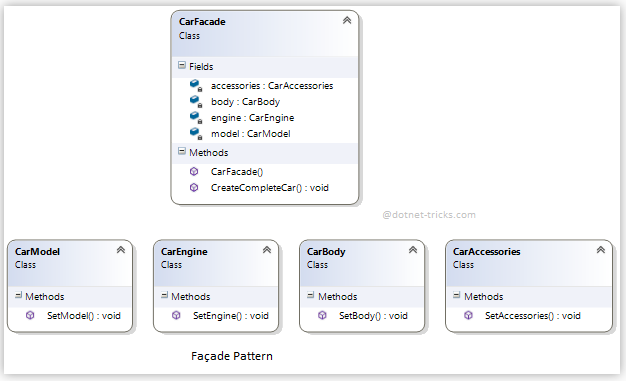 CarFacade
Class
Fields
accessories : CarAccessories
body : CarBody
engine : CarEngine
model : CarModel
Methods
CarFacade()
CreateCompleteCar() : void
@dotnet-tricks.com
CarModel
Class
Methods
SetModel() : void
CarEngine
Class
Methods
SetEngine() : void
CarBody
Class
Methods
SetBody() : void
CarAccessories
Class
Methods
SetAccessories() : void
Façade Pattern